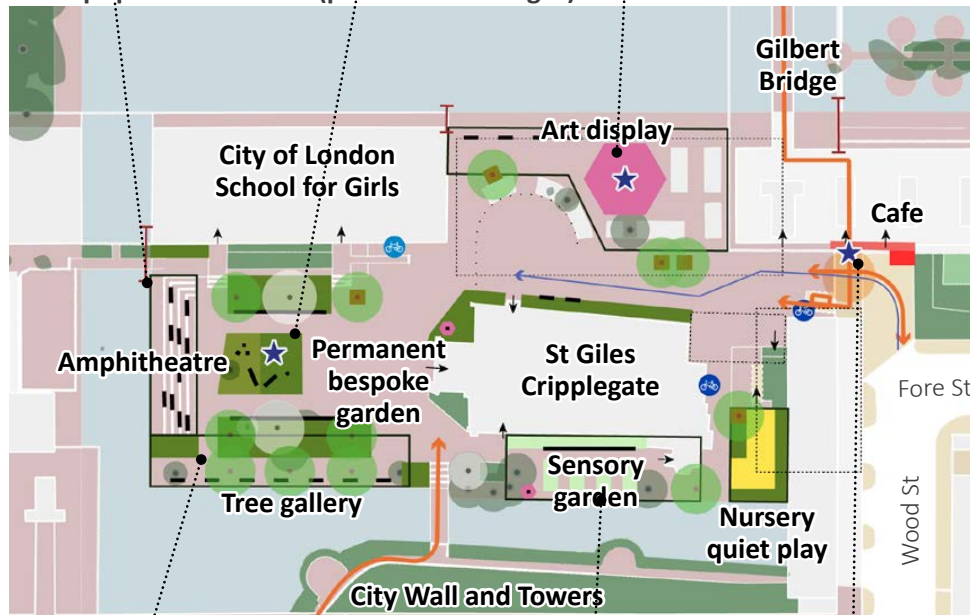 Gilbert
Bridge
Art display
City of London
School for Girls
Cafe
Amphitheatre
Permanent
bespoke
garden
St Giles
Cripplegate
Fore St
Sensory
garden
Tree gallery
Nursery
quiet play
Wood St
City Wall and Towers